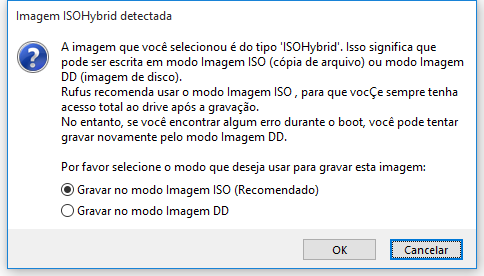 Imagem ISOHybrid detectada
A imagem que você selecionou é do tipo 'ISOHybrid'. Isso significa que
pode ser escrita em modo Imagem ISO (cópia de arquivo) ou modo Imagem
DD (imagem de disco).
Rufus recomenda usar o modo Imagem ISO , para que vocÇe sempre tenha
acesso total ao drive após a gravação.
No entanto, se você encontrar algum erro durante o boot, você pode tentar
gravar novamente pelo modo Imagem DD.
Por favor selecione o modo que deseja usar para gravar esta imagem:
Gravar no modo Imagem ISO (Recomendado)
Gravar no modo Imagem DD
OK
Cancelar